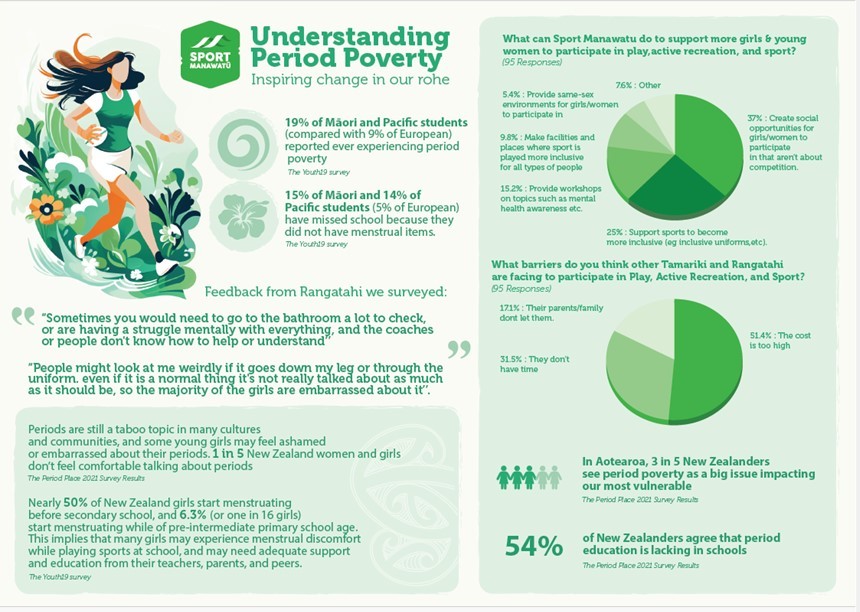 SPORT
MANAWATŪ
Understanding
Period Poverty
Inspiring change in our rohe
19% of Māori and Pacific students
(compared with 9% of European)
reported ever experiencing period
poverty
The Youth19 survey
15% of Māori and 14% of
Pacific students (5% of European)
have missed school because they
did not have menstrual items.
The Youth19 survey
Feedback from Rangatahi we surveyed:
"Sometimes you would need to go to the bathroom a lot to check,
or are having a struggle mentally with everything, and the coaches
or people don't know how to help or understand"
"People might look at me weirdly if it goes down my leg or through the
uniform. even if it is a normal thing it's not really talked about as much
as it should be, so the majority of the girls are embarrassed about it".
Periods are still a taboo topic in many cultures
and communities, and some young girls may feel ashamed
or embarrassed about their periods. 1 in 5 New Zealand women and girls
don't feel comfortable talking about periods
The Period Place 2021 Survey Results
Nearly 50% of New Zealand girls start menstruating
before secondary school, and 6.3% (or one in 16 girls)
start menstruating while of pre-intermediate primary school age.
This implies that many girls may experience menstrual discomfort
while playing sports at school, and may need adequate support
and education from their teachers, parents, and peers.
The Youth19 survey
What can Sport Manawatu do to support more girls & young
women to participate in play,active recreation, and sport?
(95 Responses)
7.6% : Other
5.4% : Provide same-sex
environments for girls/women
to participate in
9.8% : Make facilities and
places where sport is
played more inclusive
for all types of people
15.2% : Provide workshops
on topics such as mental
health awareness etc.
37% : Create social
opportunities for
girls/women to
participate
in that aren't about
competition.
25% : Support sports to become
more inclusive (eg inclusive uniforms,etc).
What barriers do you think other Tamariki and Rangatahi
are facing to participate in Play, Active Recreation, and Sport?
(95 Responses)
17.1% : Their parents/family
dont let them.
31.5% : They don't
have time
51.4% : The cost
is too high
In Aotearoa, 3 in 5 New Zealanders
see period poverty as a big issue impacting
our most vulnerable
The Period Place 2021 Survey Results
54%
of New Zealanders agree that period
education is lacking in schools
The Period Place 2021 Survey Results